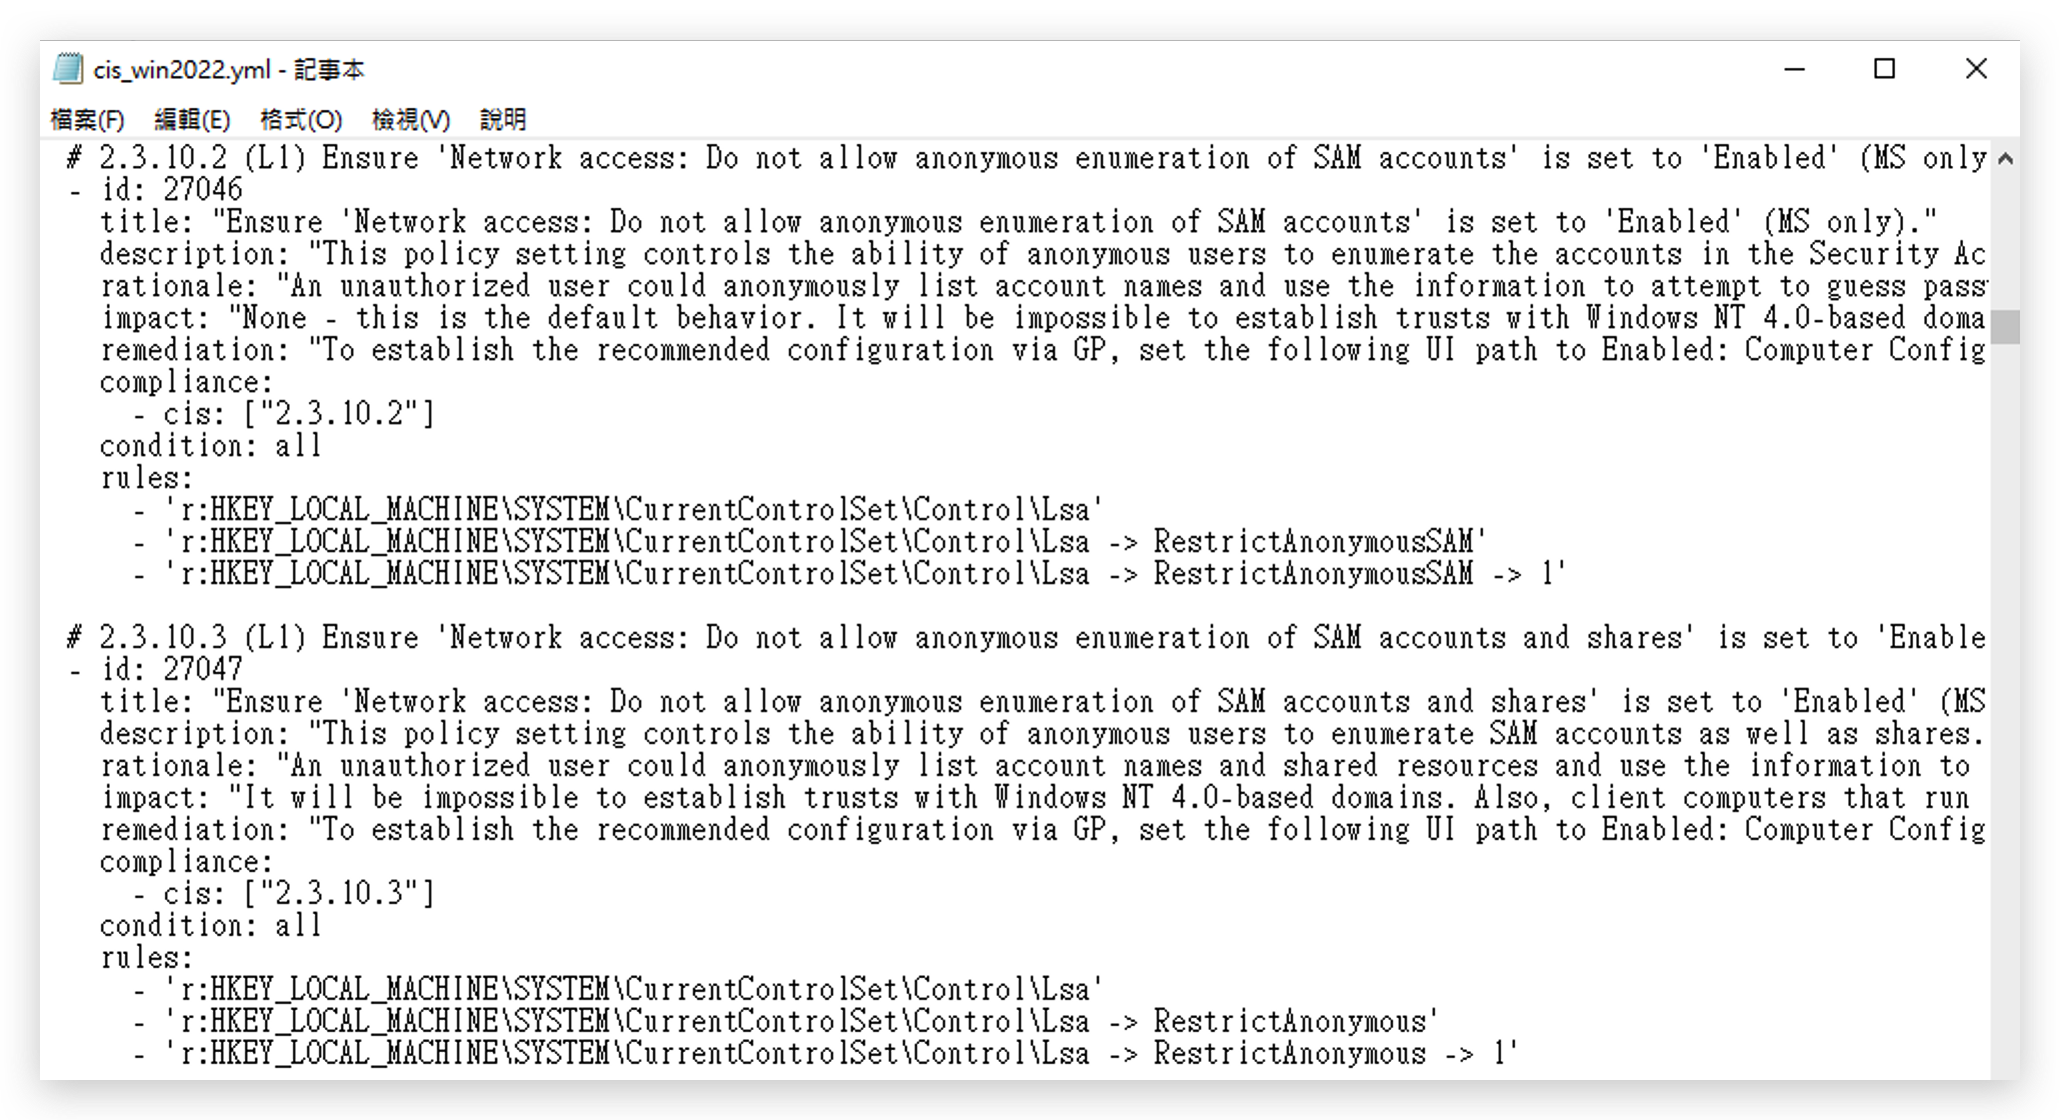 cis_win2022.yml - 記事本
檔案(F) 編輯(E) 格式(O) 檢視(V) 說明
# 2.3.10.2 (L1) Ensure 'Network access: Do not allow anonymous enumeration of SAM accounts' is set to 'Enabled' (MS only
- id: 27046
title: "Ensure 'Network access: Do not allow anonymous enumeration of SAM accounts' is set to 'Enabled' (MS only)."
description: "This policy setting controls the ability of anonymous users to enumerate the accounts in the Security Ac
rationale: "An unauthorized user could anonymously list account names and use the information to attempt to guess pass
impact: "None - this is the default behavior. It will be impossible to establish trusts with Windows NT 4.0-based doma
remediation: "To establish the recommended configuration via GP, set the following UI path to Enabled: Computer Config
compliance:
- cis: ["2.3.10.2"]
condition: all
rules:
- 'r:HKEY_LOCAL_MACHINE\SYSTEM\CurrentControlSet\Control\Lsa'
- 'r:HKEY_LOCAL_MACHINE\SYSTEM\CurrentControlSet\Control\Lsa -> RestrictAnonymousSAM'
- 'r:HKEY_LOCAL_MACHINE\SYSTEM\CurrentControlSet\Control\Lsa -> RestrictAnonymousSAM -> 1'
# 2.3.10.3 (L1) Ensure 'Network access: Do not allow anonymous enumeration of SAM accounts and shares' is set to 'Enable
- id: 27047
title: "Ensure 'Network access: Do not allow anonymous enumeration of SAM accounts and shares' is set to 'Enabled' (MS
description: "This policy setting controls the ability of anonymous users to enumerate SAM accounts as well as shares.
rationale: "An unauthorized user could anonymously list account names and shared resources and use the information to
impact: "It will be impossible to establish trusts with Windows NT 4.0-based domains. Also, client computers that run
remediation: "To establish the recommended configuration via GP, set the following UI path to Enabled: Computer Config
compliance:
- cis: ["2.3.10.3"]
condition: all
rules:
- 'r:HKEY_LOCAL_MACHINE\SYSTEM\CurrentControlSet\Control\Lsa'
- 'r:HKEY_LOCAL_MACHINE\SYSTEM\CurrentControlSet\Control\Lsa -> RestrictAnonymous'
- 'r:HKEY_LOCAL_MACHINE\SYSTEM\CurrentControlSet\Control\Lsa -> RestrictAnonymous -> 1'